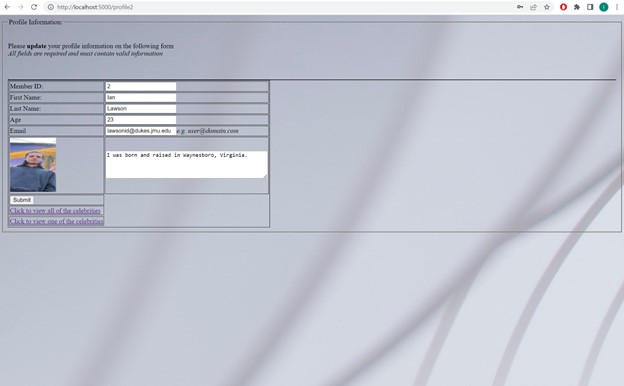 http://localhost:5000/profile2
Profile Information:
Please update your profile information on the following form
All fields are required and must contain valid information
Member ID: 2
First Name: Ian
Last Name: Lawson
Age 23
Email lawsonid@dukes.jmu.edu e.g. user@domain.com
I was born and raised in Waynesboro, Virginia.
Submit
Click to view all of the celebrities
Click to view one of the celebrities